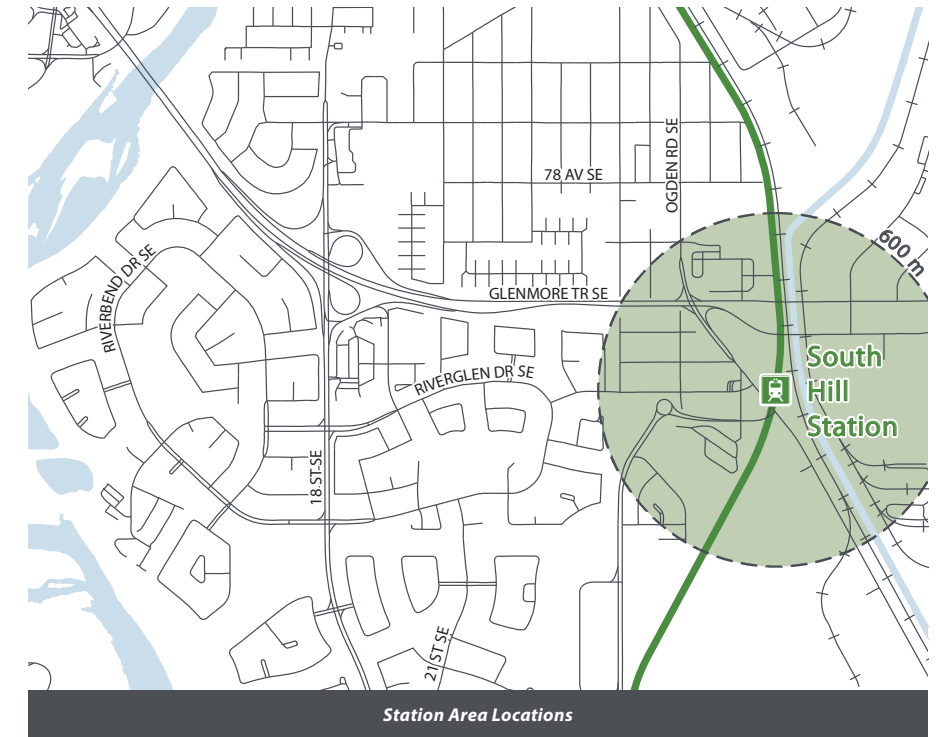 OGDEN RD SE
78 AV SE
600 m
RIVERBEND DR SE
GLENMORE TR SE
South
Hill
Station
RIVERGLEN DR SE
18 ST SE
21 ST SE
Station Area Locations